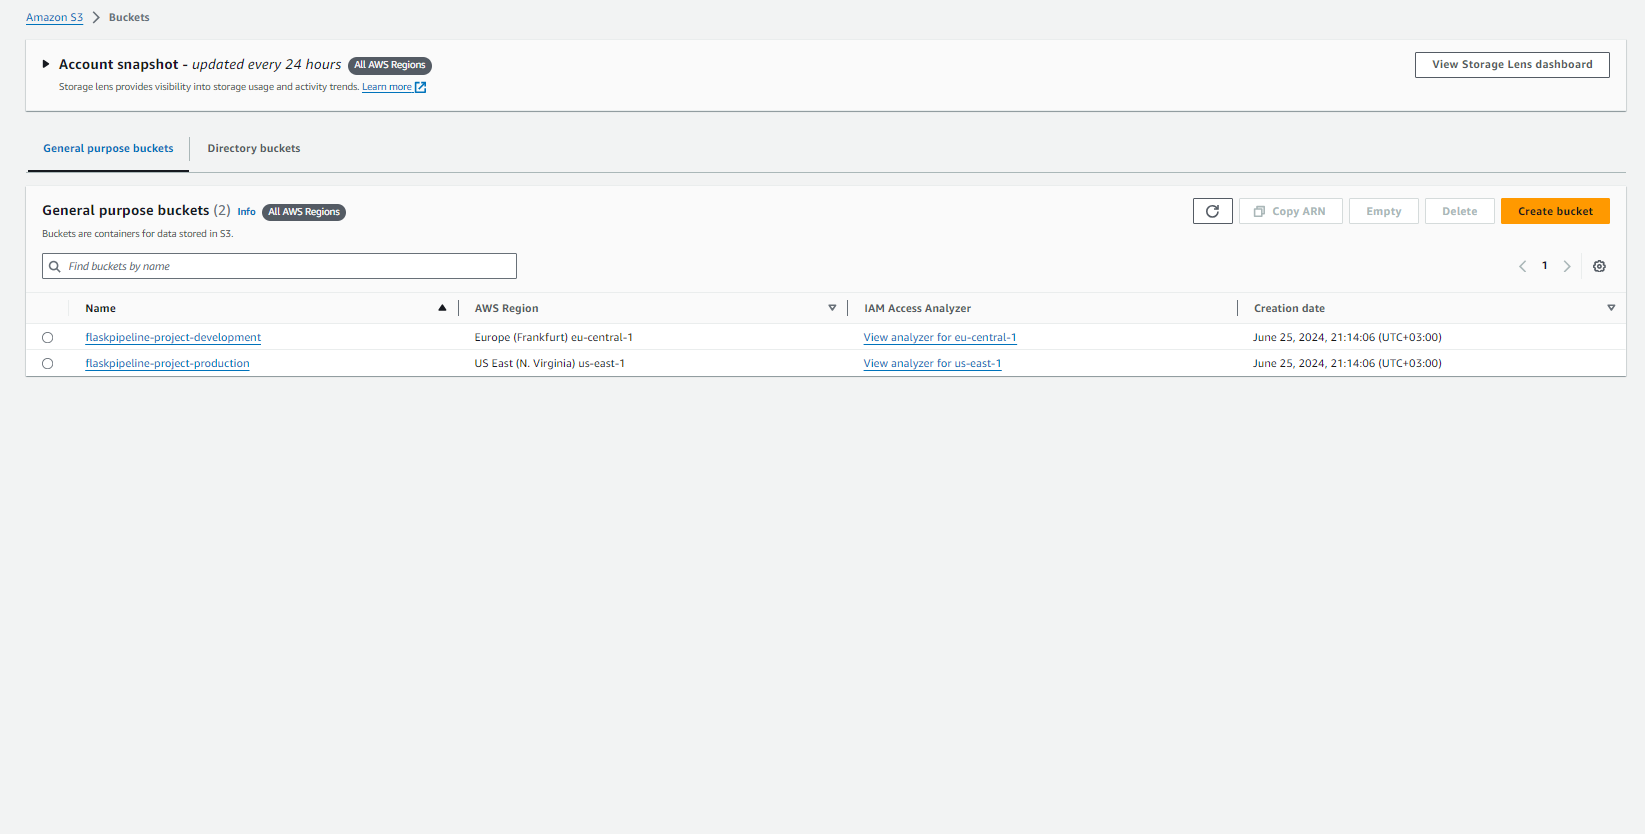 Amazon S3 > Buckets
Account snapshot - updated every 24 hours All AWS Regions
View Storage Lens dashboard
Storage lens provides visibility into storage usage and activity trends. Learn more
General purpose buckets Directory buckets
General purpose buckets (2) Info All AWS Regions
Copy ARN Empty Delete Create bucket
Buckets are containers for data stored in S3.
Find buckets by name
1
Name AWS Region IAM Access Analyzer Creation date
flaskpipeline-project-development Europe (Frankfurt) eu-central-1 View analyzer for eu-central-1 June 25, 2024, 21:14:06 (UTC+03:00)
flaskpipeline-project-production US East (N. Virginia) us-east-1 View analyzer for us-east-1 June 25, 2024, 21:14:06 (UTC+03:00)